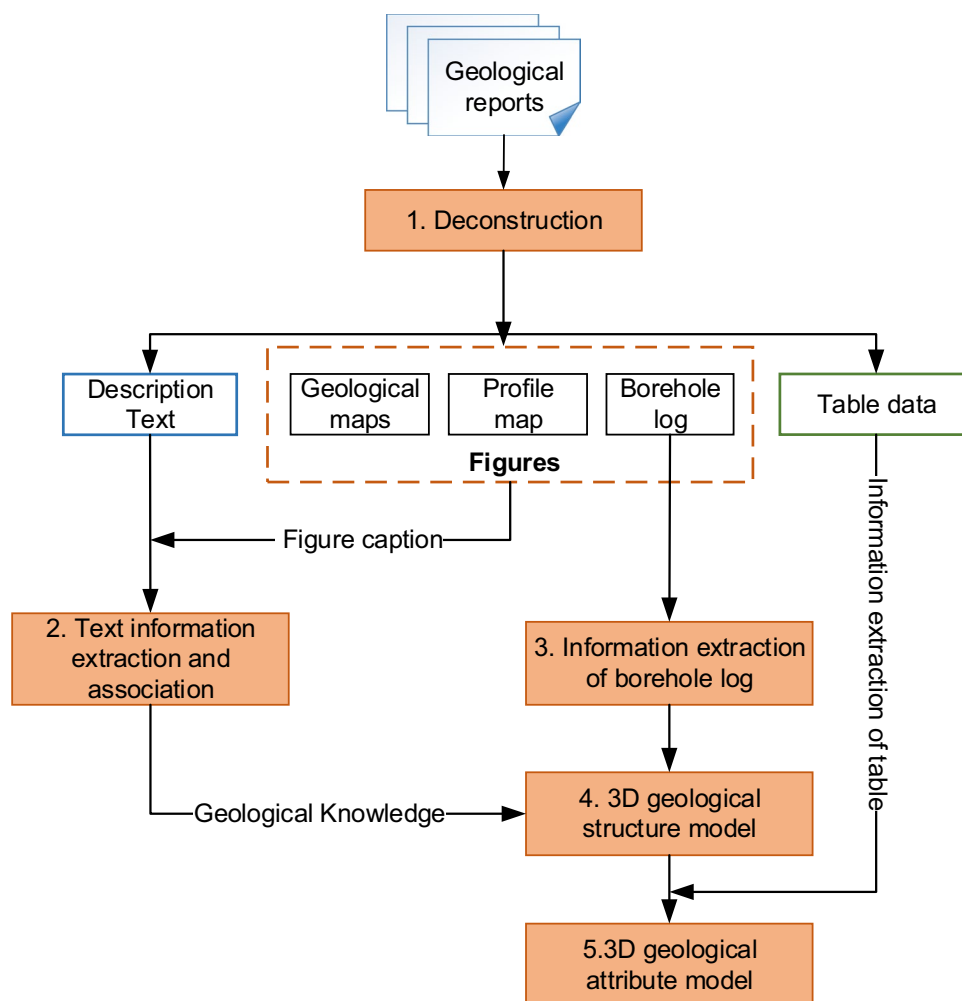 Geological
reports
1. Deconstruction
Description
Text
Geological
maps
Profile
map
Borehole
log
Table data
Figures
Figure caption
Information extraction of table
2. Text information
extraction and
association
3. Information extraction
of borehole log
Geological Knowledge
4. 3D geological
structure model
5.3D geological
attribute model